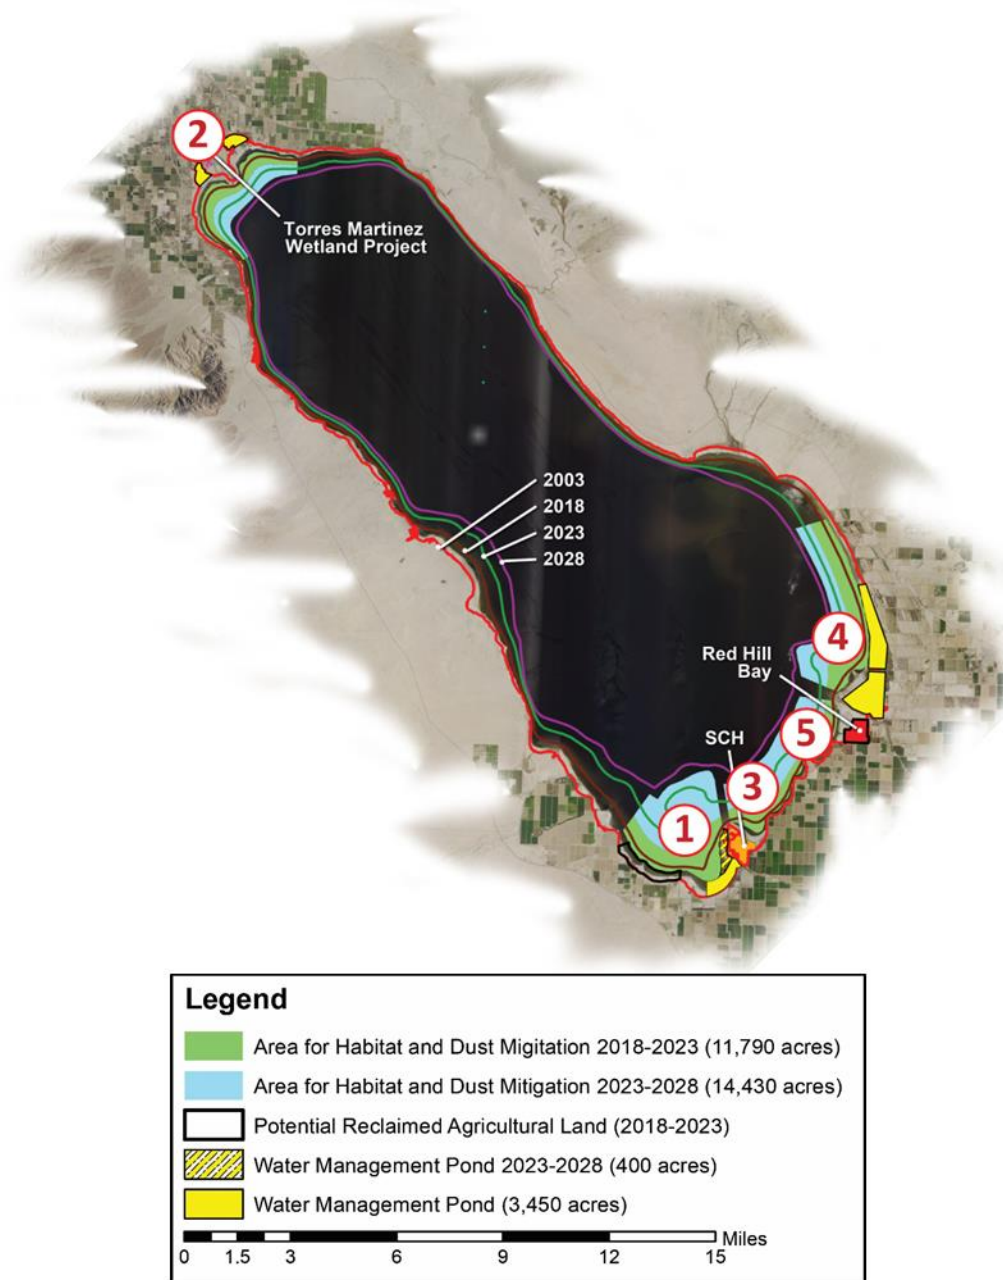 2
Torres Martinez
Wetland Project
2003
2018
2023
2028
4
Red Hill
Bay
5
SCH
3
1
Legend
Area for Habitat and Dust Migitation 2018-2023 (11,790 acres)
Area for Habitat and Dust Mitigation 2023-2028 (14,430 acres)
Potential Reclaimed Agricultural Land (2018-2023)
Water Management Pond 2023-2028 (400 acres)
Water Management Pond (3,450 acres)
Miles
0 1.5 3 6 9 12 15